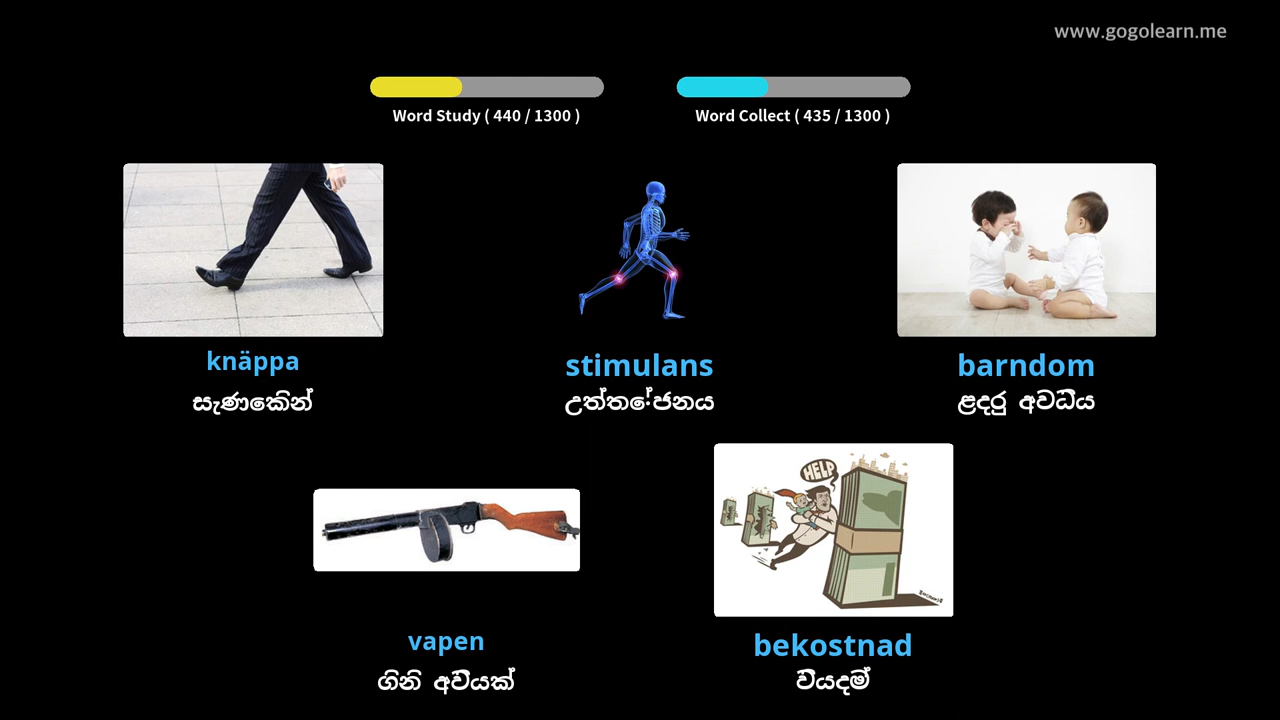 www.gogolearn.me
Word Study ( 440 / 1300 )
Word Collect ( 435 / 1300 )
knäppa
සැණකෙින්
stimulans
උත්තේජනය
barndom
ළදරු අවධිය
HELP
vapen
ගිනි අවියක්
bekostnad
වියදම්